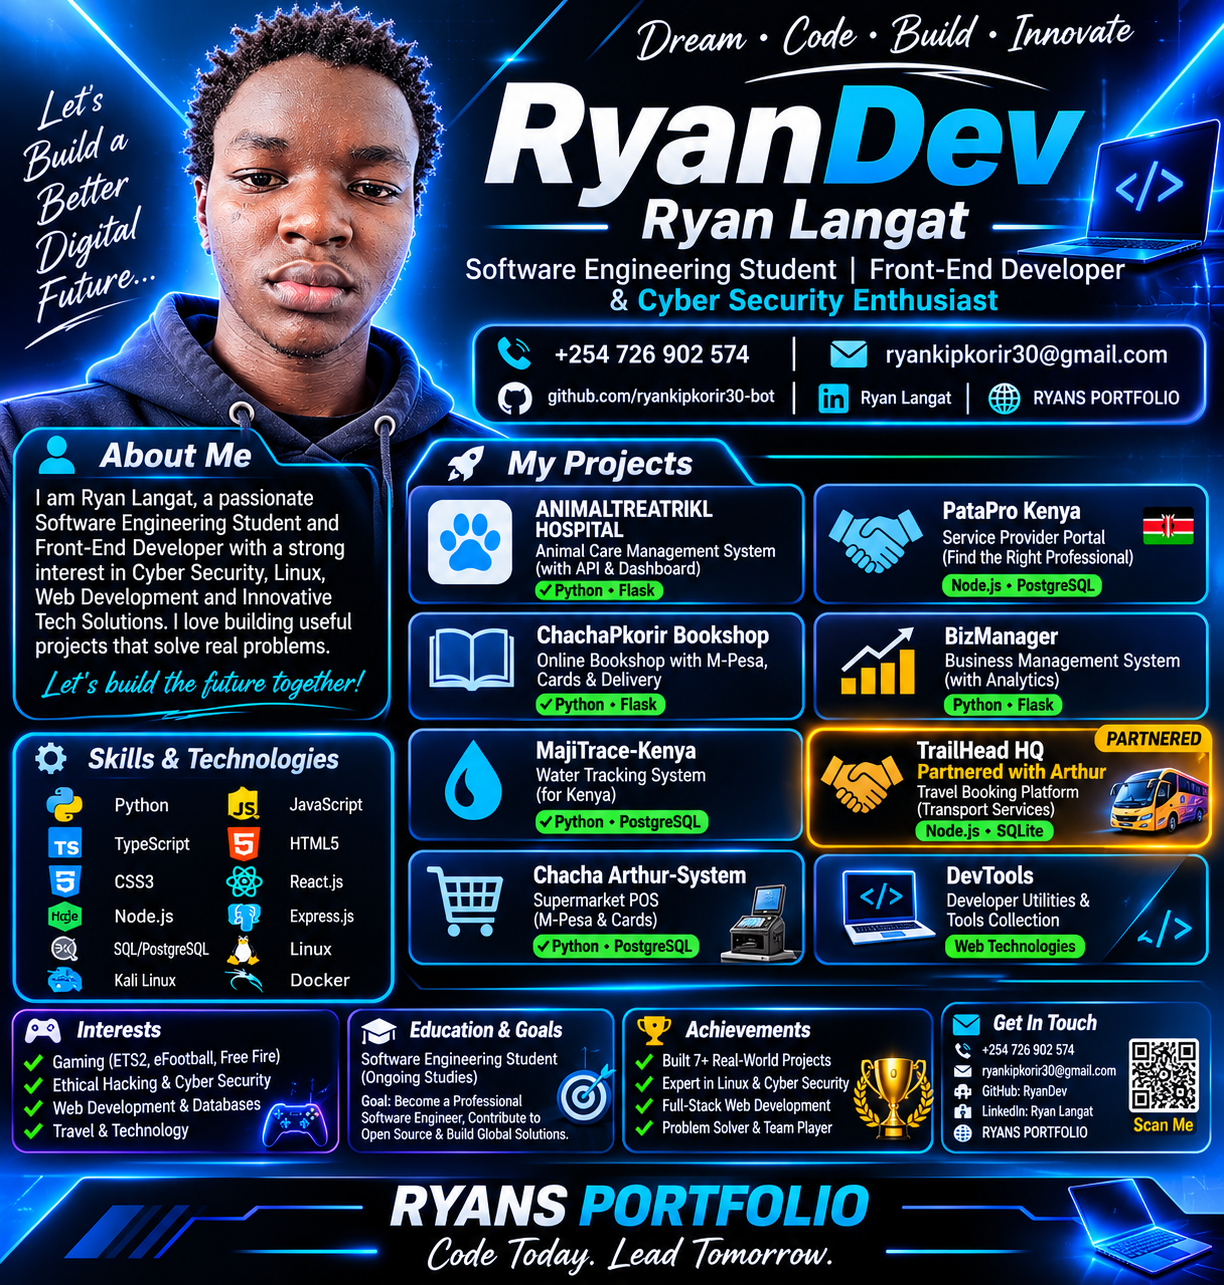 Dream • Code • Build • Innovate
Let's
Build a
Better
Digital
Future...
RyanDev
Ryan Langat
Software Engineering Student | Front-End Developer
& Cyber Security Enthusiast
</>
+254 726 902 574 | ryankipkorir30@gmail.com
github.com/ryankipkorir30-bot | in Ryan Langat | RYANS PORTFOLIO
About Me
I am Ryan Langat, a passionate
Software Engineering Student and
Front-End Developer with a strong
interest in Cyber Security, Linux,
Web Development and Innovative
Tech Solutions. I love building useful
projects that solve real problems.
Let's build the future together!
Skills & Technologies
Python
JS JavaScript
TS TypeScript
5 HTML5
5 CSS3
React.js
Node.js
Express.js
SQL/PostgreSQL
Linux
Kali Linux
Docker
My Projects
ANIMALTREATRIKL
HOSPITAL
Animal Care Management System
(with API & Dashboard)
✓Python • Flask
PataPro Kenya
Service Provider Portal
(Find the Right Professional)
Node.js • PostgreSQL
ChachaPkorir Bookshop
Online Bookshop with M-Pesa,
Cards & Delivery
✓Python • Flask
BizManager
Business Management System
(with Analytics)
Python • Flask
MajiTrace-Kenya
Water Tracking System
(for Kenya)
✓Python • PostgreSQL
PARTNERED
TrailHead HQ
Partnered with Arthur
Travel Booking Platform
(Transport Services)
Node.js • SQLite
Chacha Arthur-System
Supermarket POS
(M-Pesa & Cards)
✓Python • PostgreSQL
DevTools
Developer Utilities &
Tools Collection
Web Technologies
</>
</>
Interests
✓ Gaming (ETS2, eFootball, Free Fire)
✓ Ethical Hacking & Cyber Security
✓ Web Development & Databases
✓ Travel & Technology
Education & Goals
Software Engineering Student
(Ongoing Studies)
Goal: Become a Professional
Software Engineer, Contribute to
Open Source & Build Global Solutions.
Achievements
✓ Built 7+ Real-World Projects
✓ Expert in Linux & Cyber Security
✓ Full-Stack Web Development
✓ Problem Solver & Team Player
Get In Touch
+254 726 902 574
ryankipkorir30@gmail.com
GitHub: RyanDev
LinkedIn: Ryan Langat
RYANS PORTFOLIO
Scan Me
RYANS PORTFOLIO
Code Today. Lead Tomorrow.